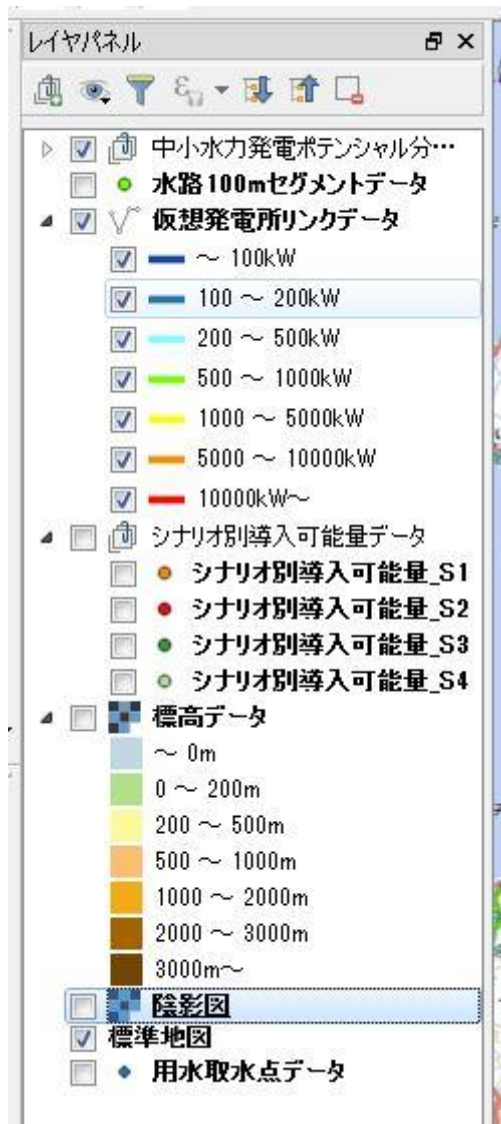 レイヤパネル
中小水力発電ポテンシャル分…
水路100mセグメントデータ
仮想発電所リンクデータ
～ 100kW
100 ～ 200kW
200 ～ 500kW
500 ～ 1000kW
1000 ～ 5000kW
5000 ～ 10000kW
10000kW～
シナリオ別導入可能量データ
シナリオ別導入可能量_S1
シナリオ別導入可能量_S2
シナリオ別導入可能量_S3
シナリオ別導入可能量_S4
標高データ
～ 0m
0 ～ 200m
200 ～ 500m
500 ～ 1000m
1000 ～ 2000m
2000 ～ 3000m
3000m～
陰影図
標準地図
用水取水点データ